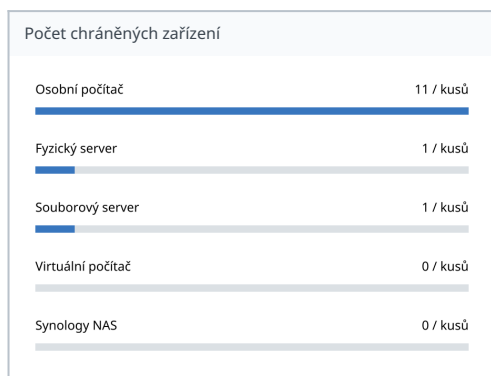 Počet chráněných zařízení
Osobní počítač 11 / kusů
Fyzický server 1 / kusů
Souborový server 1 / kusů
Virtuální počítač 0 / kusů
Synology NAS 0 / kusů